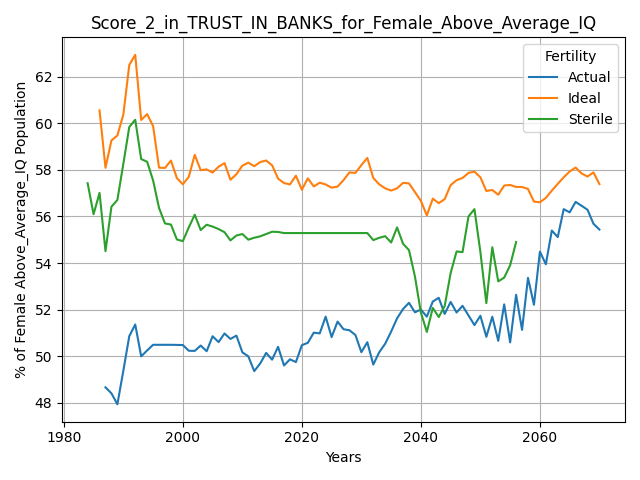 Score_2_in_TRUST_IN_BANKS_for_Female_Above_Average_IQ
% of Female Above_Average_IQ Population
62
60
58
56
54
52
50
48
Fertility
Actual
Ideal
Sterile
1980 2000 2020 2040 2060
Years